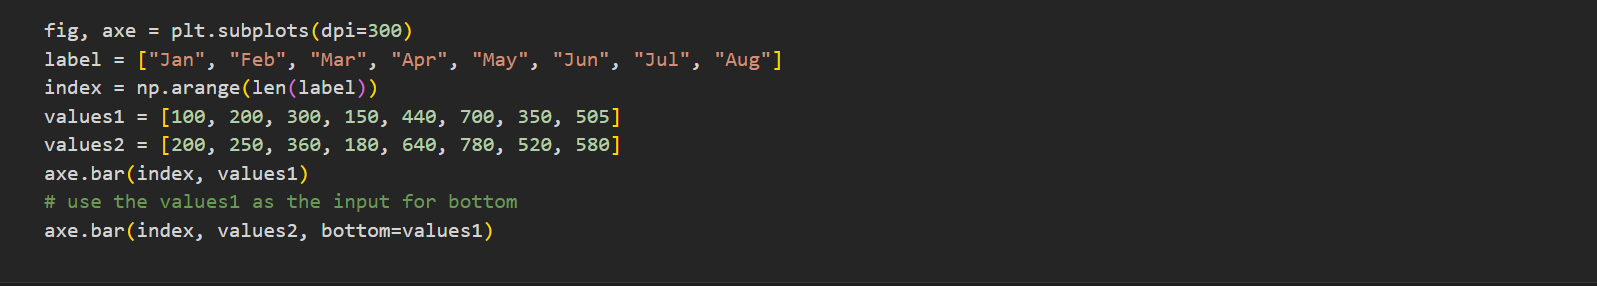 fig, axe = plt.subplots(dpi=300)
label = ["Jan", "Feb", "Mar", "Apr", "May", "Jun", "Jul", "Aug"]
index = np.arange(len(label))
values1 = [100, 200, 300, 150, 440, 700, 350, 505]
values2 = [200, 250, 360, 180, 640, 780, 520, 580]
axe.bar(index, values1)
# use the values1 as the input for bottom
axe.bar(index, values2, bottom=values1)